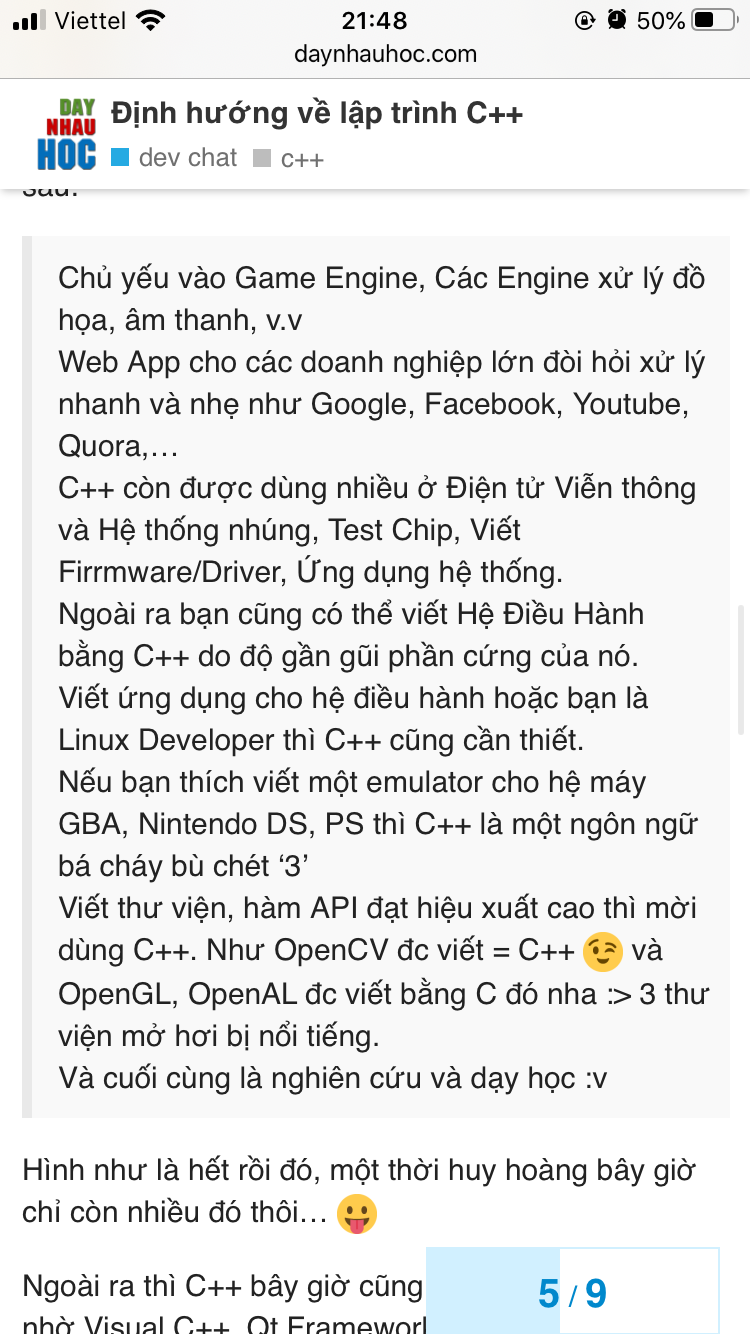 Viettel
21:48
50%
daynhauhoc.com
DAY
NHAU
HOC
Định hướng về lập trình C++
dev chat
c++
sau:
Chủ yếu vào Game Engine, Các Engine xử lý đồ
họa, âm thanh, v.v
Web App cho các doanh nghiệp lớn đòi hỏi xử lý
nhanh và nhẹ như Google, Facebook, Youtube,
Quora,…
C++ còn được dùng nhiều ở Điện tử Viễn thông
và Hệ thống nhúng, Test Chip, Viết
Firrmware/Driver, Ứng dụng hệ thống.
Ngoài ra bạn cũng có thể viết Hệ Điều Hành
bằng C++ do độ gần gũi phần cứng của nó.
Viết ứng dụng cho hệ điều hành hoặc bạn là
Linux Developer thì C++ cũng cần thiết.
Nếu bạn thích viết một emulator cho hệ máy
GBA, Nintendo DS, PS thì C++ là một ngôn ngữ
bá cháy bù chét ‘3’
Viết thư viện, hàm API đạt hiệu xuất cao thì mời
dùng C++. Như OpenCV đc viết = C++ 😉 và
OpenGL, OpenAL đc viết bằng C đó nha :> 3 thư
viện mở hơi bị nổi tiếng.
Và cuối cùng là nghiên cứu và dạy học :v
Hình như là hết rồi đó, một thời huy hoàng bây giờ
chỉ còn nhiều đó thôi… 😛
Ngoài ra thì C++ bây giờ cũng
5 / 9
nhờ Visual C++, Qt Framework